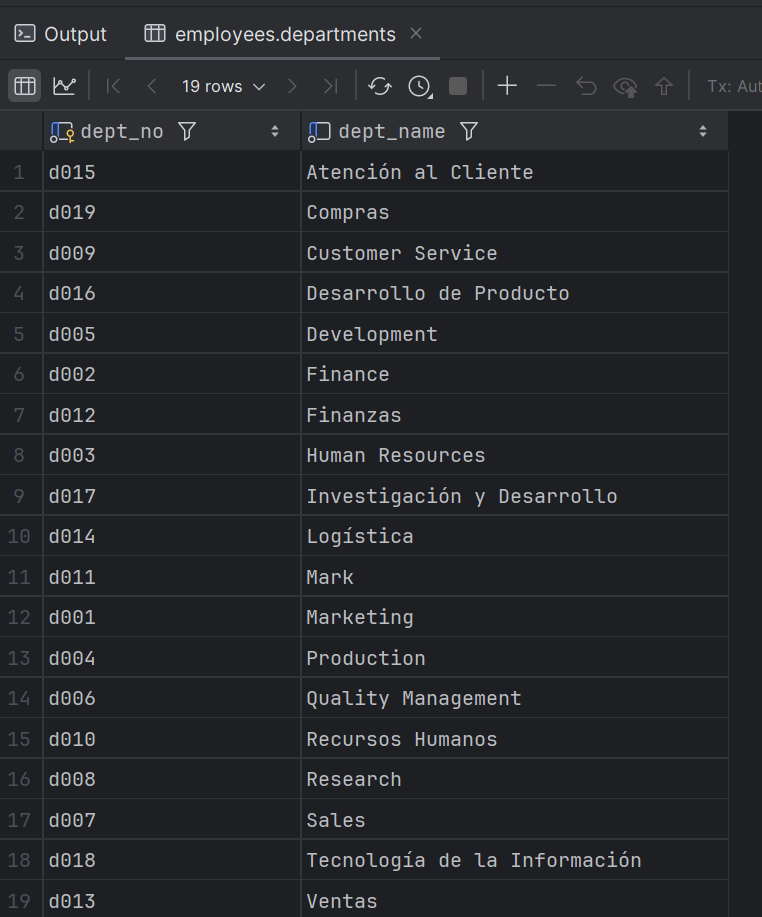 Output employees.departments
19 rows Tx: Aut
dept_no dept_name
1 d015 Atención al Cliente
2 d019 Compras
3 d009 Customer Service
4 d016 Desarrollo de Producto
5 d005 Development
6 d002 Finance
7 d012 Finanzas
8 d003 Human Resources
9 d017 Investigación y Desarrollo
10 d014 Logística
11 d011 Mark
12 d001 Marketing
13 d004 Production
14 d006 Quality Management
15 d010 Recursos Humanos
16 d008 Research
17 d007 Sales
18 d018 Tecnología de la Información
19 d013 Ventas